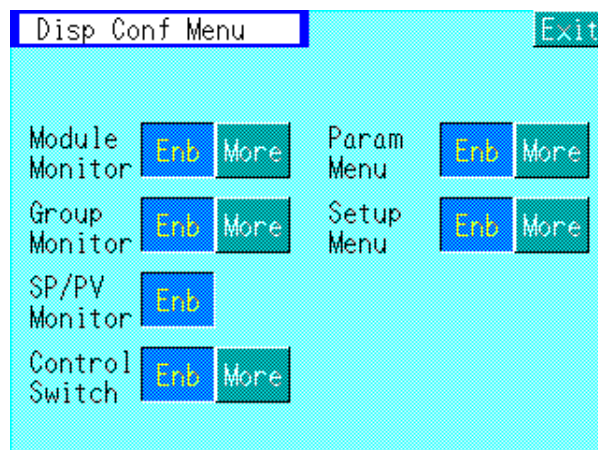 Disp Conf Menu Exit
Module Monitor Enb More Param Menu Enb More
Group Monitor Enb More Setup Menu Enb More
SP/PV Monitor Enb
Control Switch Enb More